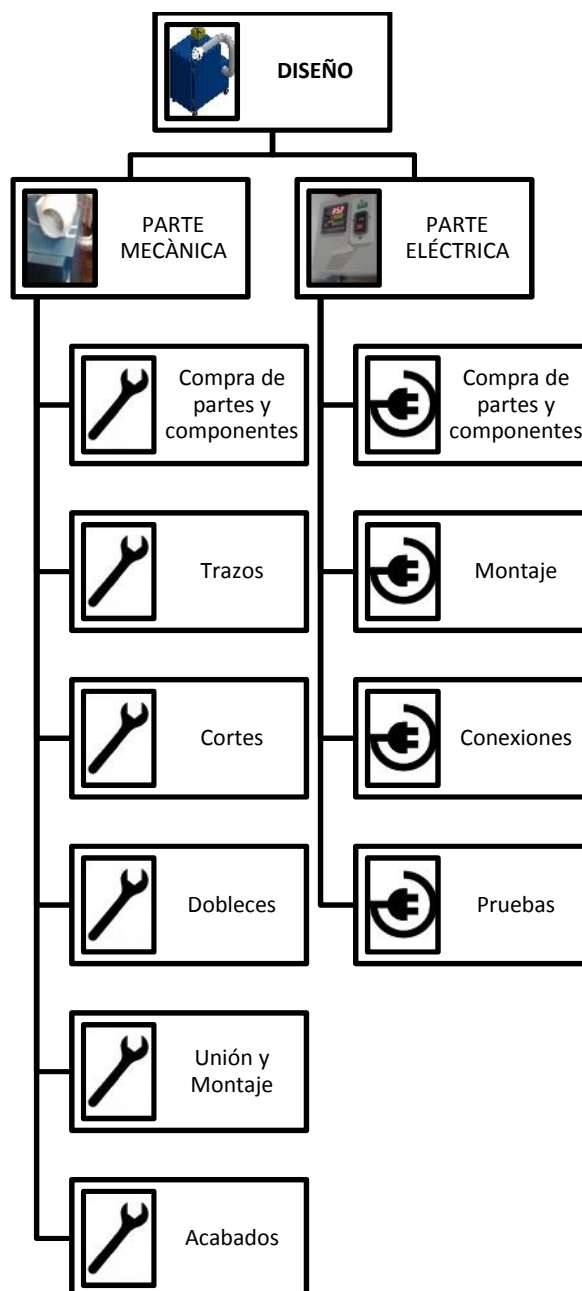 DISEÑO
PARTE
MECÀNICA
Compra de
partes y
componentes
Trazos
Cortes
Dobleces
Unión y
Montaje
Acabados
PARTE
ELÉCTRICA
Compra de
partes y
componentes
Montaje
Conexiones
Pruebas